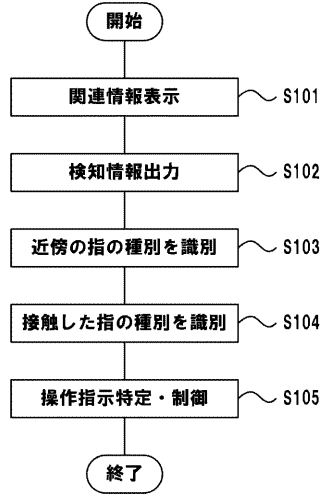 開始
関連情報表示 S101
検知情報出力 S102
近傍の指の種別を識別 S103
接触した指の種別を識別 S104
操作指示特定・制御 S105
終了